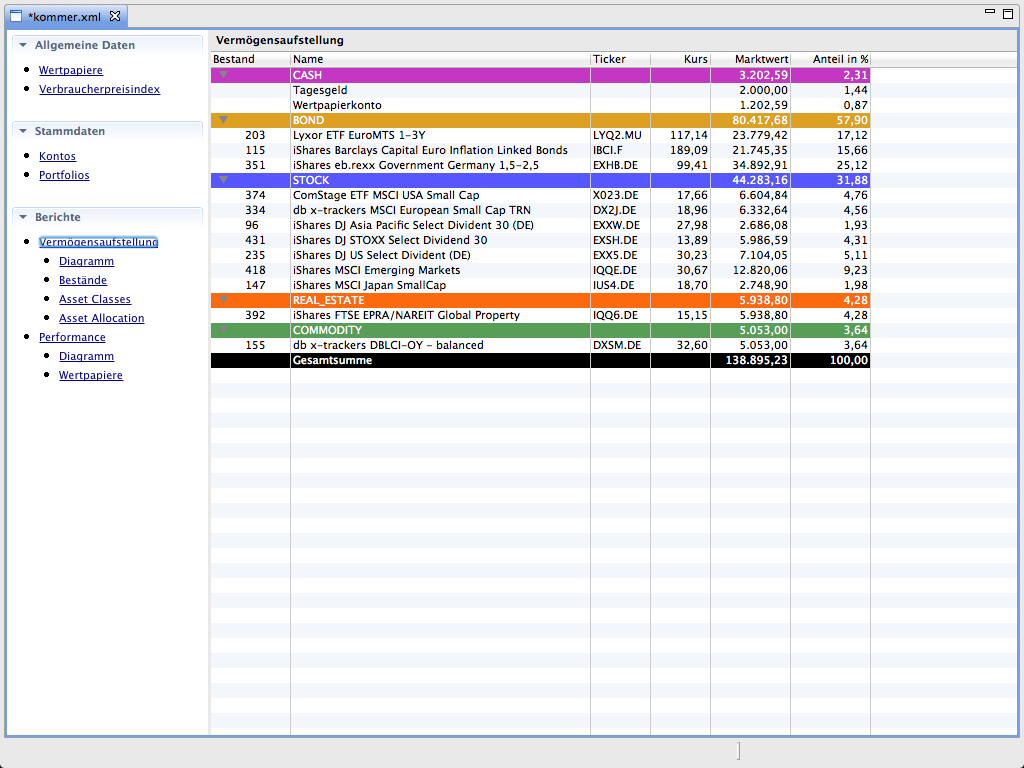 *kommer.xml
Allgemeine Daten
Wertpapiere
Verbraucherpreisindex
Stammdaten
Kontos
Portfolios
Berichte
Vermögensaufstellung
Diagramm
Bestände
Asset Classes
Asset Allocation
Performance
Diagramm
Wertpapiere
Vermögensaufstellung
Bestand Name Ticker Kurs Marktwert Anteil in %
CASH 3.202,59 2,31
Tagesgeld 2.000,00 1,44
Wertpapierkonto 1.202,59 0,87
BOND 80.417,68 57,90
203 Lyxor ETF EuroMTS 1-3Y LYQ2.MU 117,14 23.779,42 17,12
115 iShares Barclays Capital Euro Inflation Linked Bonds IBCI.F 189,09 21.745,35 15,66
351 iShares eb.rexx Government Germany 1,5-2,5 EXHB.DE 99,41 34.892,91 25,12
STOCK 44.283,16 31,88
374 ComStage ETF MSCI USA Small Cap X023.DE 17,66 6.604,84 4,76
334 db x-trackers MSCI European Small Cap TRN DX2J.DE 18,96 6.332,64 4,56
96 iShares DJ Asia Pacific Select Divident 30 (DE) EXXW.DE 27,98 2.686,08 1,93
431 iShares DJ STOXX Select Dividend 30 EXSH.DE 13,89 5.986,59 4,31
235 iShares DJ US Select Divident (DE) EXX5.DE 30,23 7.104,05 5,11
418 iShares MSCI Emerging Markets IQQE.DE 30,67 12.820,06 9,23
147 iShares MSCI Japan SmallCap IUS4.DE 18,70 2.748,90 1,98
REAL_ESTATE 5.938,80 4,28
392 iShares FTSE EPRA/NAREIT Global Property IQQ6.DE 15,15 5.938,80 4,28
COMMODITY 5.053,00 3,64
155 db x-trackers DBLCI-OY - balanced DXSM.DE 32,60 5.053,00 3,64
Gesamtsumme 138.895,23 100,00